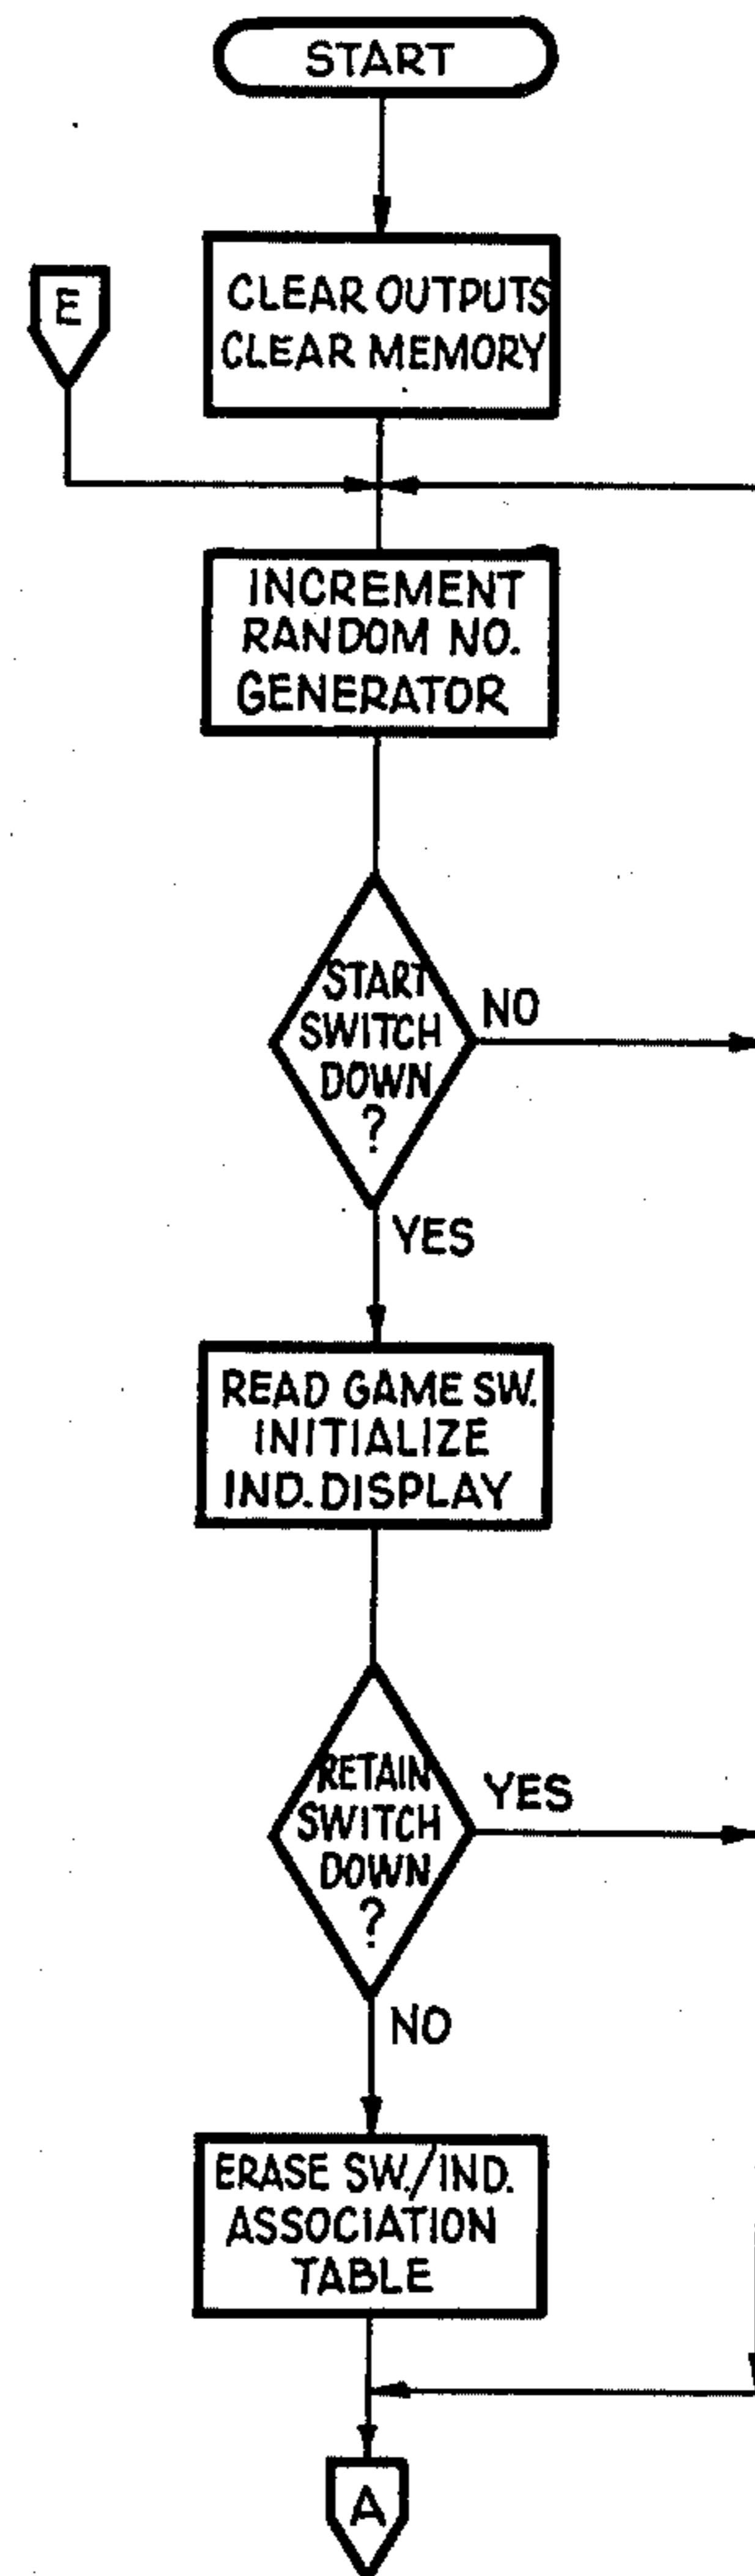 START
CLEAR OUTPUTS
CLEAR MEMORY
E
INCREMENT
RANDOM NO.
GENERATOR
START
SWITCH
DOWN
?
NO
YES
READ GAME SW.
INITIALIZE
IND. DISPLAY
RETAIN
SWITCH
DOWN
?
YES
NO
ERASE SW./IND.
ASSOCIATION
TABLE
A